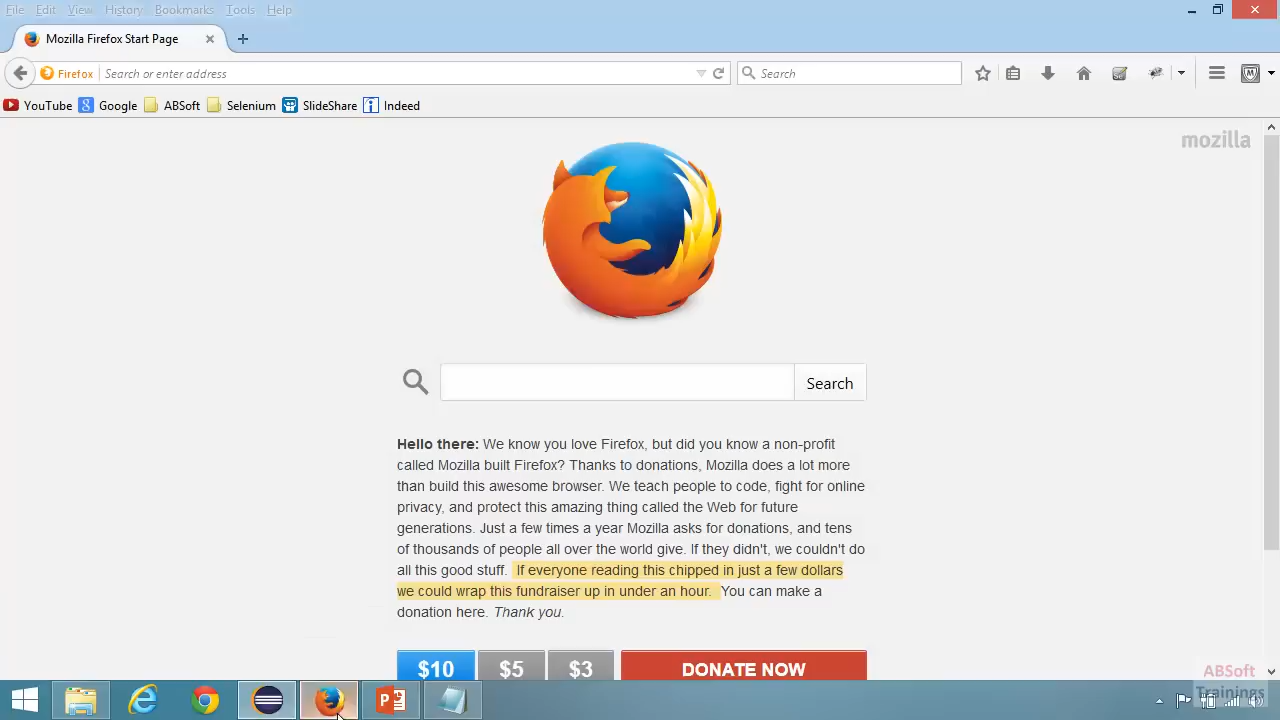 File Edit View History Bookmarks Tools Help
Mozilla Firefox Start Page
Firefox Search or enter address Search
YouTube Google ABSoft Selenium SlideShare Indeed
mozilla
Search
Hello there: We know you love Firefox, but did you know a non-profit
called Mozilla built Firefox? Thanks to donations, Mozilla does a lot more
than build this awesome browser. We teach people to code, fight for online
privacy, and protect this amazing thing called the Web for future
generations. Just a few times a year Mozilla asks for donations, and tens
of thousands of people all over the world give. If they didn't, we couldn't do
all this good stuff. If everyone reading this chipped in just a few dollars
we could wrap this fundraiser up in under an hour. You can make a
donation here. Thank you.
$10 $5 $3 DONATE NOW
ABSoft
Trainings